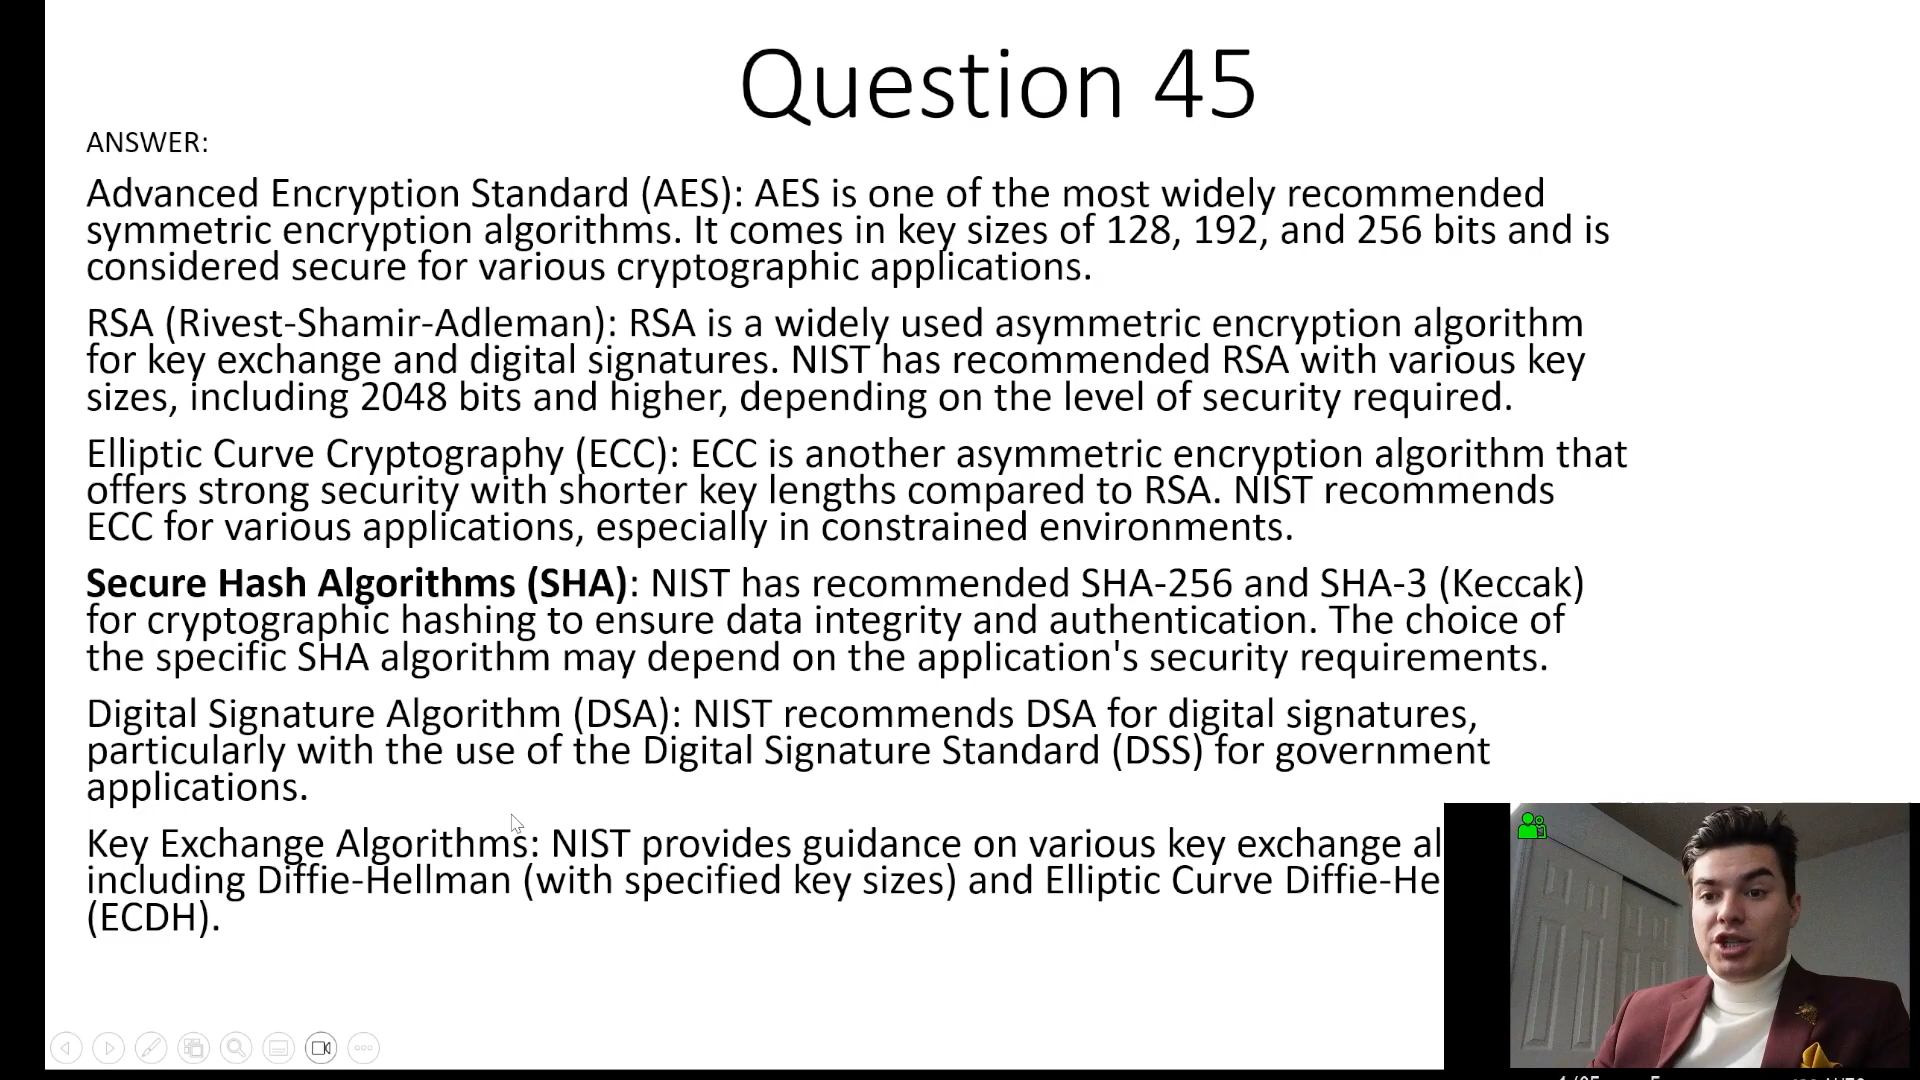 Question 45
ANSWER:
Advanced Encryption Standard (AES): AES is one of the most widely recommended
symmetric encryption algorithms. It comes in key sizes of 128, 192, and 256 bits and is
considered secure for various cryptographic applications.
RSA (Rivest-Shamir-Adleman): RSA is a widely used asymmetric encryption algorithm
for key exchange and digital signatures. NIST has recommended RSA with various key
sizes, including 2048 bits and higher, depending on the level of security required.
Elliptic Curve Cryptography (ECC): ECC is another asymmetric encryption algorithm that
offers strong security with shorter key lengths compared to RSA. NIST recommends
ECC for various applications, especially in constrained environments.
Secure Hash Algorithms (SHA): NIST has recommended SHA-256 and SHA-3 (Keccak)
for cryptographic hashing to ensure data integrity and authentication. The choice of
the specific SHA algorithm may depend on the application's security requirements.
Digital Signature Algorithm (DSA): NIST recommends DSA for digital signatures,
particularly with the use of the Digital Signature Standard (DSS) for government
applications.
Key Exchange Algorithms: NIST provides guidance on various key exchange al
including Diffie-Hellman (with specified key sizes) and Elliptic Curve Diffie-He
(ECDH).